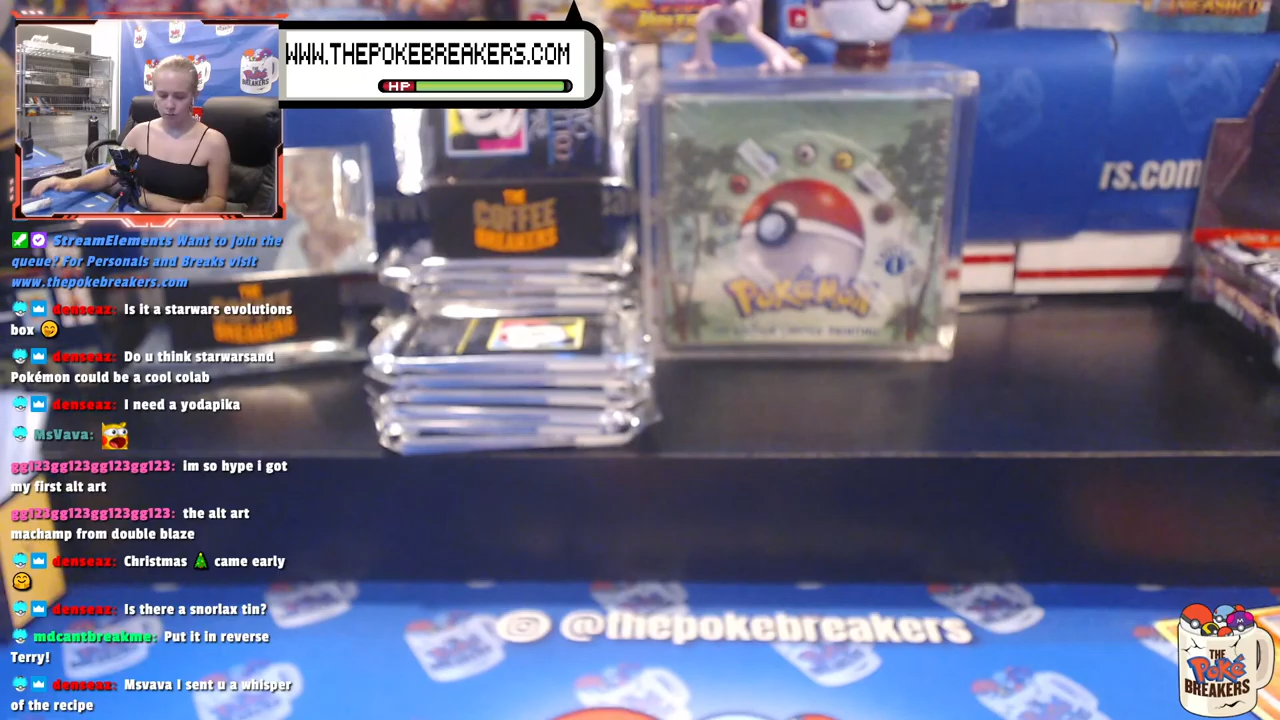 WWW.THEPOKEBREAKERS.COM
HP
StreamElements Want to join the
queue? For Personals and Breaks visit
www.thepokebreakers.com
denseaz: Is it a starwars evolutions
box
denseaz: Do u think starwarsand
Pokémon could be a cool colab
denseaz: I need a yodapika
MsVava:
gg123gg123gg123gg123: im so hype i got
my first alt art
gg123gg123gg123gg123: the alt art
machamp from double blaze
denseaz: Christmas came early
denseaz: Is there a snorlax tin?
mdcantbreakme: Put it in reverse
Terry!
denseaz: Msvava I sent u a whisper
of the recipe
THE
COFFEE
BREAKERS
THE
COFFEE
BREAKERS
POKéMON
rs.com
@thepokebreakers
THE
Poké
BREAKERS